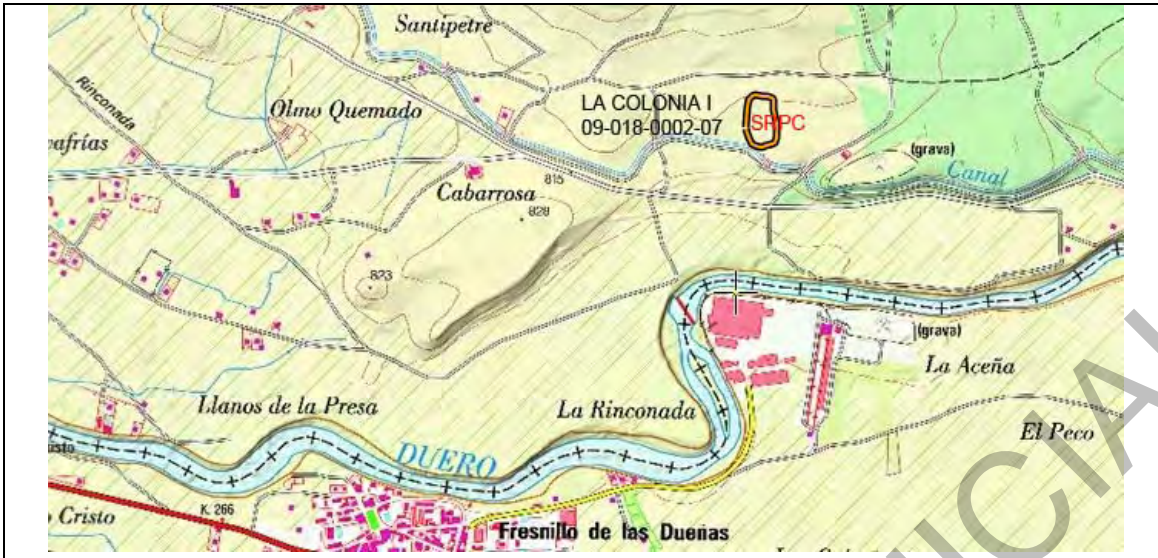 Santipetre
Rinconada
Olmo Quemado
LA COLONIA I
09-018-0002-07
SRPC
vafrías
(grava)
Canal
Cabarrosa
815
828
823
(grava)
La Aceña
Llanos de la Presa
La Rinconada
El Peco
DUERO
K. 266
Cristo
Fresnillo de las Dueñas